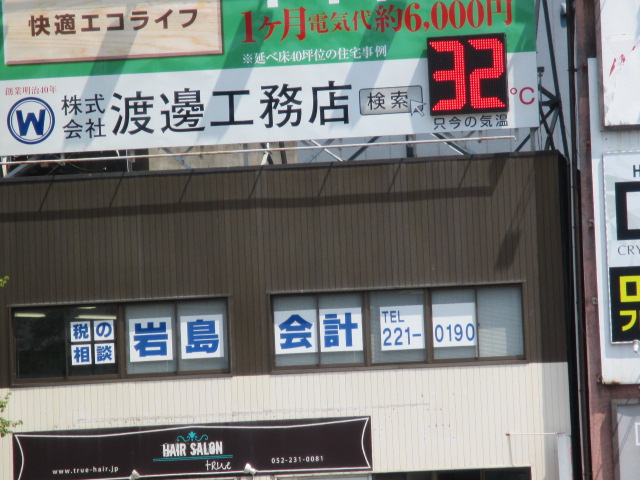 快適エコライフ
1ヶ月電気代約6,000円
※延べ床40坪位の住宅事例
創業明治40年
W
株式会社 渡邊工務店 検索
32℃
只今の気温
税の相談
岩島
会計
TEL 221-0190
HAIR SALON
true
www.true-hair.jp
052-231-0081
CRY